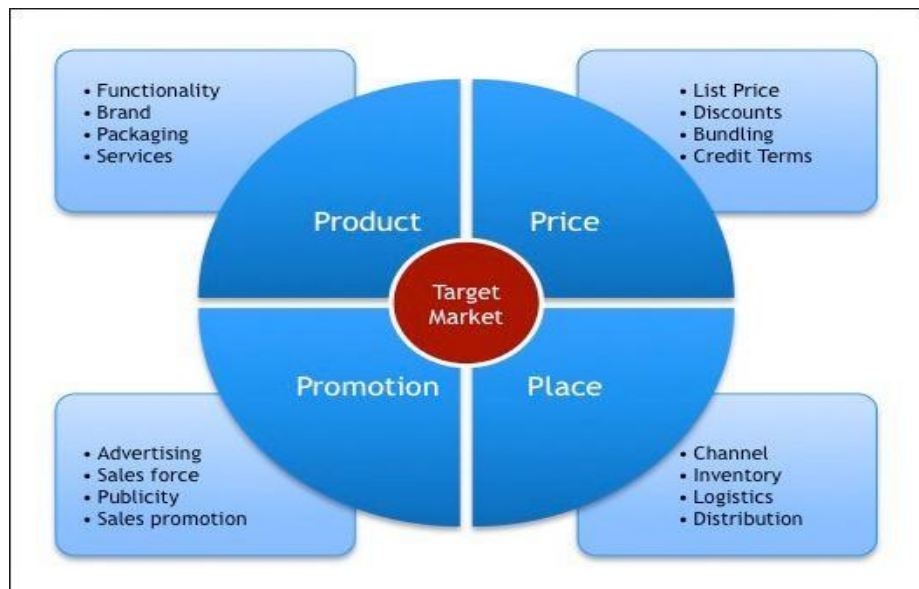 • Functionality
• Brand
• Packaging
• Services
• List Price
• Discounts
• Bundling
• Credit Terms
Product
Price
Target
Market
Promotion
Place
• Advertising
• Sales force
• Publicity
• Sales promotion
• Channel
• Inventory
• Logistics
• Distribution